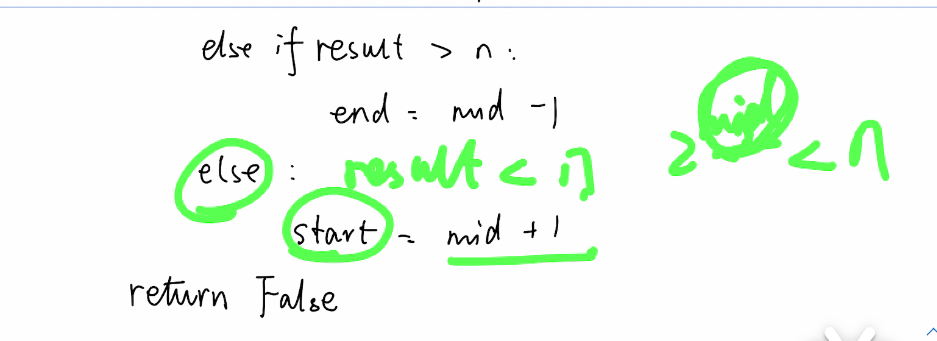 else if result > n :
end = mid -1
else : result < n
2^mid < n
start = mid + 1
return False